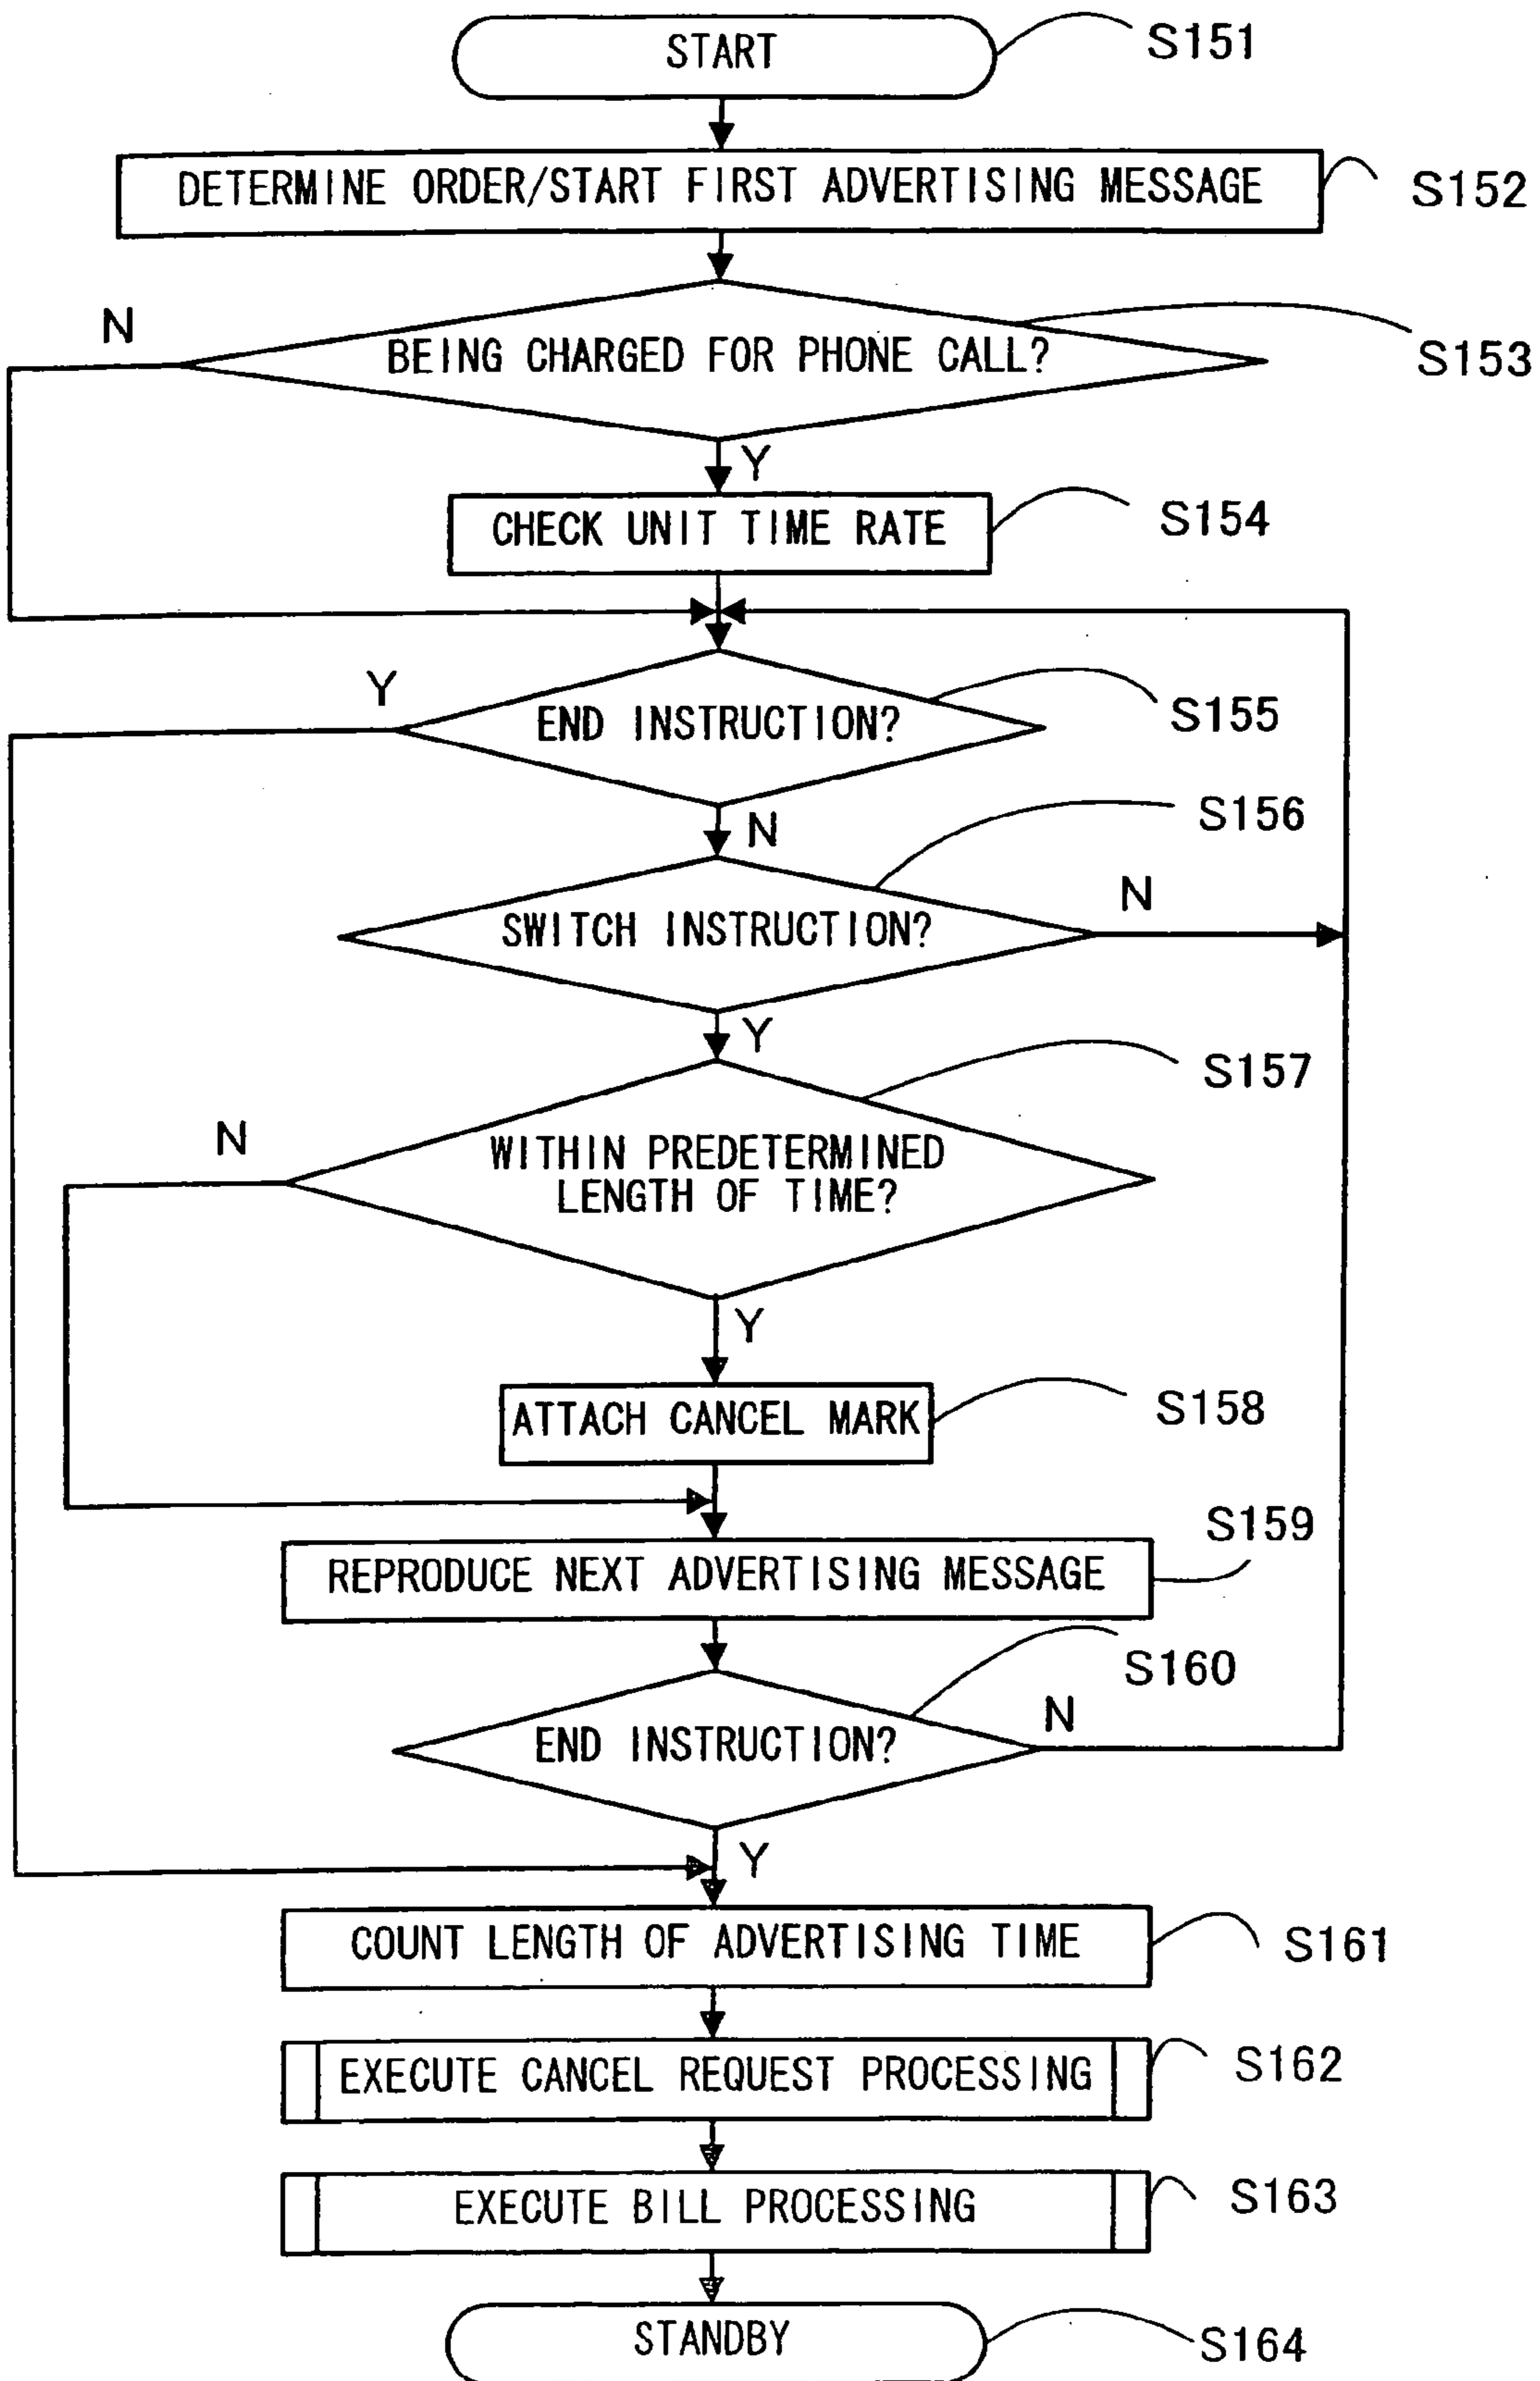 START
S151
DETERMINE ORDER/START FIRST ADVERTISING MESSAGE
S152
N
BEING CHARGED FOR PHONE CALL?
S153
Y
CHECK UNIT TIME RATE
S154
Y
END INSTRUCTION?
S155
N
S156
SWITCH INSTRUCTION?
N
Y
S157
N
WITHIN PREDETERMINED
LENGTH OF TIME?
Y
ATTACH CANCEL MARK
S158
S159
REPRODUCE NEXT ADVERTISING MESSAGE
S160
END INSTRUCTION?
N
Y
COUNT LENGTH OF ADVERTISING TIME
S161
EXECUTE CANCEL REQUEST PROCESSING
S162
EXECUTE BILL PROCESSING
S163
STANDBY
S164